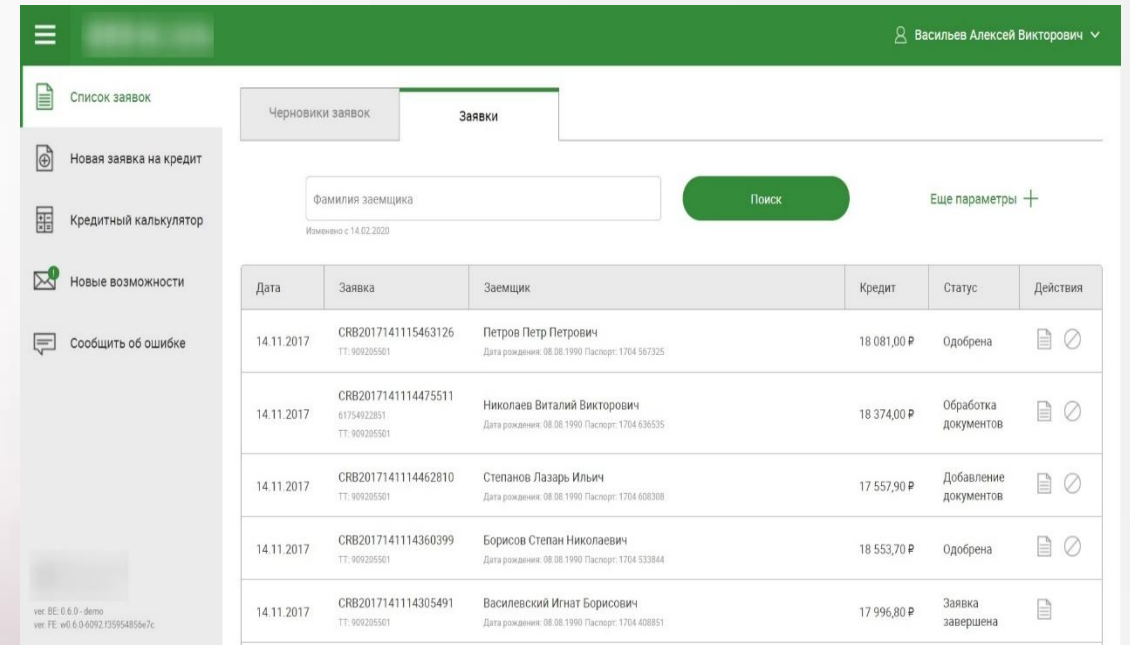 Васильев Алексей Викторович
Список заявок
Новая заявка на кредит
Кредитный калькулятор
Новые возможности
Сообщить об ошибке
ver. BE: 0.6.0 - demo
ver. FE: w0.6.0-6092.f35954856e7c
Черновики заявок
Заявки
Фамилия заемщика
Поиск
Еще параметры
Изменено с 14.02.2020
Дата Заявка Заемщик Кредит Статус Действия
14.11.2017 CRB2017141115463126 Петров Петр Петрович 18 081,00 ₽ Одобрена
ТТ: 909205501 Дата рождения: 08.08.1990 Паспорт: 1704 567325
14.11.2017 CRB2017141114475511 Николаев Виталий Викторович 18 374,00 ₽ Обработка документов
61754922851 Дата рождения: 08.08.1990 Паспорт: 1704 636535
ТТ: 909205501
14.11.2017 CRB2017141114462810 Степанов Лазарь Ильич 17 557,90 ₽ Добавление документов
ТТ: 909205501 Дата рождения: 08.08.1990 Паспорт: 1704 608308
14.11.2017 CRB2017141114360399 Борисов Степан Николаевич 18 553,70 ₽ Одобрена
ТТ: 909205501 Дата рождения: 08.08.1990 Паспорт: 1704 533844
14.11.2017 CRB2017141114305491 Василевский Игнат Борисович 17 996,80 ₽ Заявка завершена
ТТ: 909205501 Дата рождения: 08.08.1990 Паспорт: 1704 408851